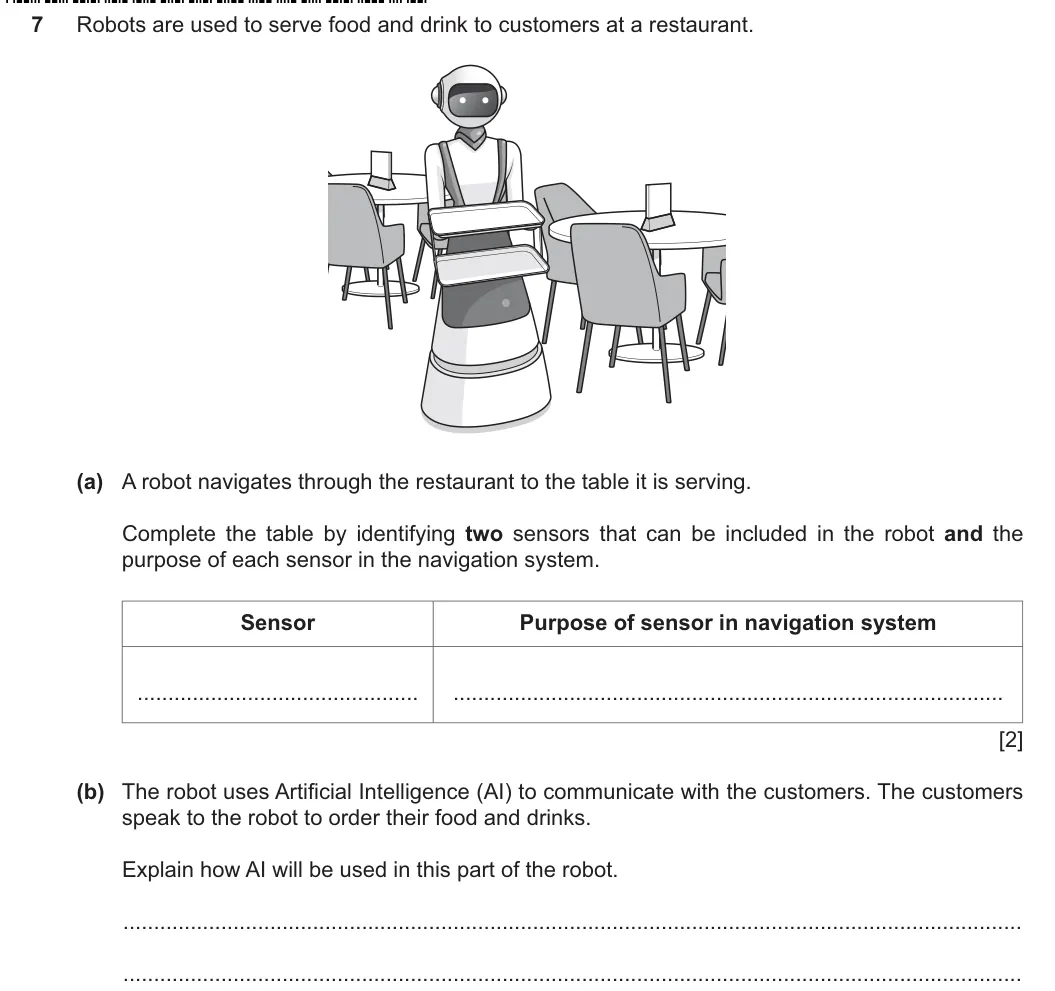 7 Robots are used to serve food and drink to customers at a restaurant.
(a) A robot navigates through the restaurant to the table it is serving.
Complete the table by identifying two sensors that can be included in the robot and the
purpose of each sensor in the navigation system.
Sensor Purpose of sensor in navigation system
.............................................. ..........................................................................................
[2]
(b) The robot uses Artificial Intelligence (AI) to communicate with the customers. The customers
speak to the robot to order their food and drinks.
Explain how AI will be used in this part of the robot.
...................................................................................................................................................
...................................................................................................................................................